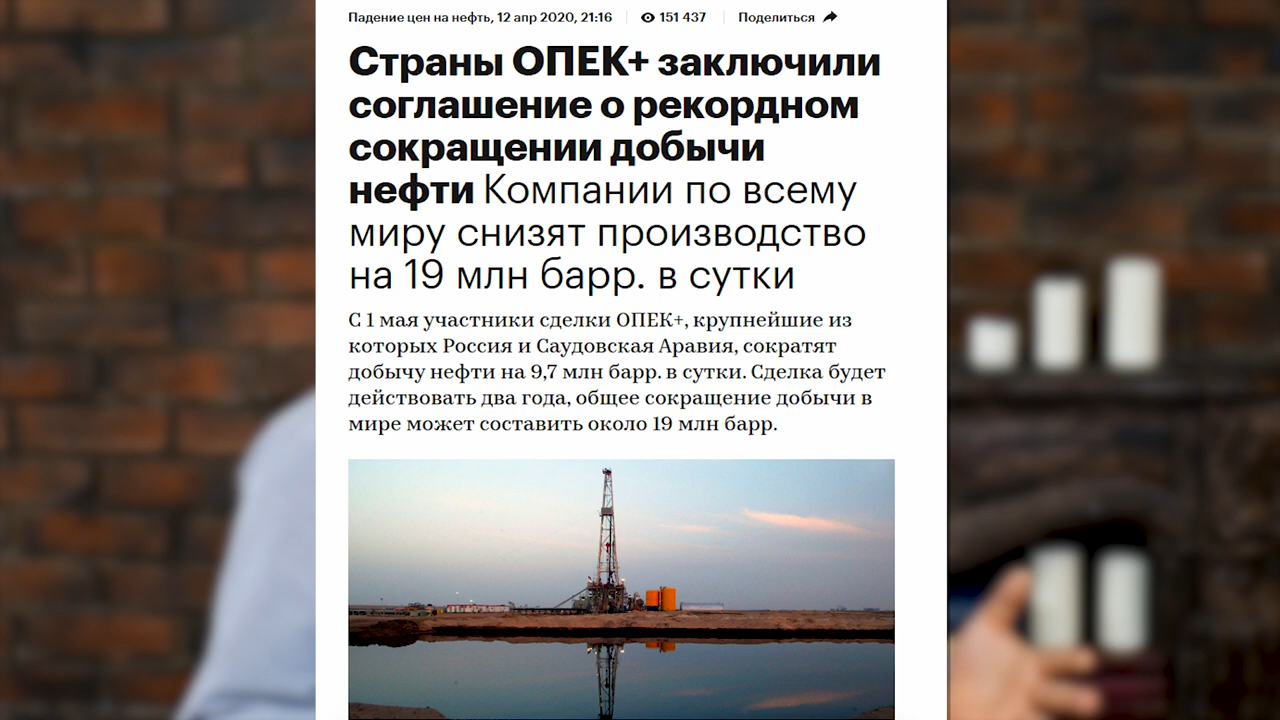 Падение цен на нефть, 12 апр 2020, 21:16 151 437 Поделиться
Страны ОПЕК+ заключили
соглашение о рекордном
сокращении добычи
нефти Компании по всему
миру снизят производство
на 19 млн барр. в сутки
С 1 мая участники сделки ОПЕК+, крупнейшие из
которых Россия и Саудовская Аравия, сократят
добычу нефти на 9,7 млн барр. в сутки. Сделка будет
действовать два года, общее сокращение добычи в
мире может составить около 19 млн барр.